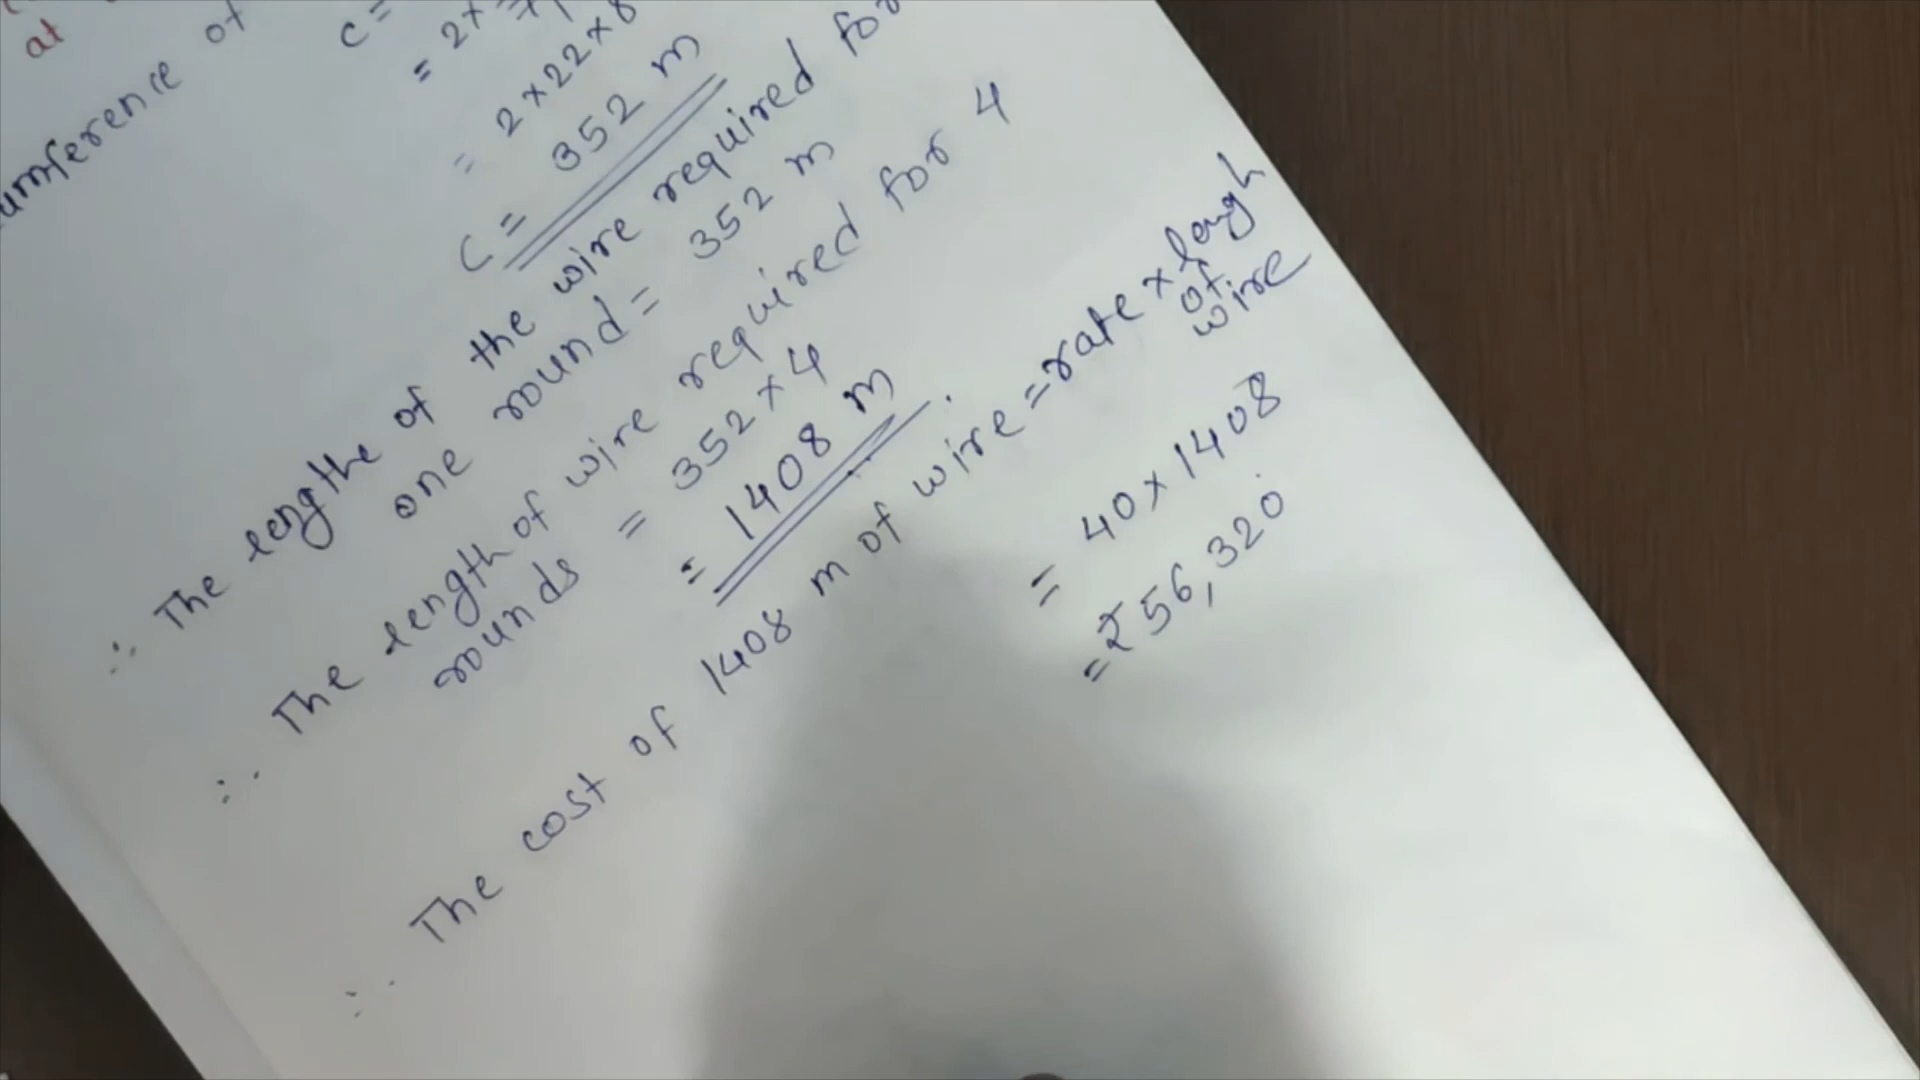 at
umference of
C =
= 2×
= 2×22×8
C = 352 m
∴ The lengthe of the wire required for
one round = 352 m
∴ The length of wire required for 4
rounds = 352×4
= 1408 m.
∴ The cost of 1408 m of wire = rate × lengh
of
wire
= 40×1408
= ₹56,320